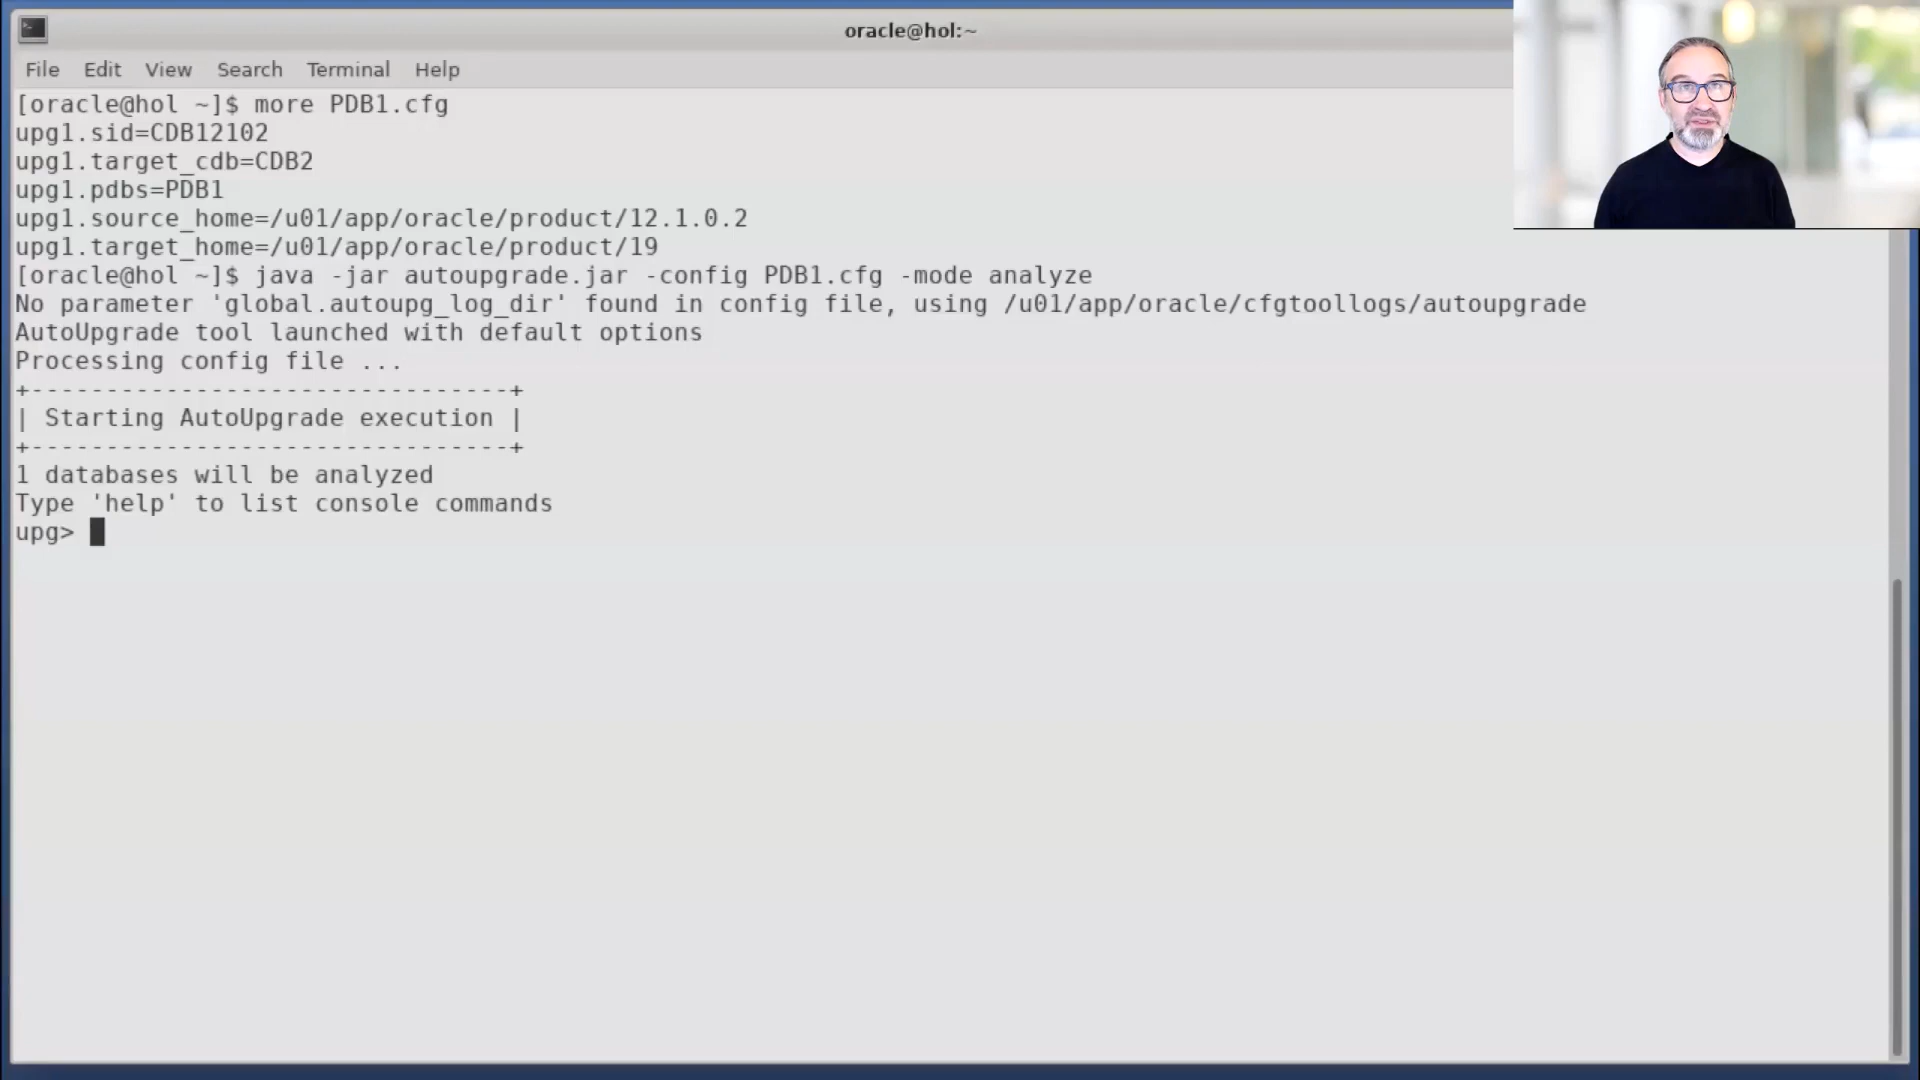 oracle@hol:~
File Edit View Search Terminal Help
[oracle@hol ~]$ more PDB1.cfg
upg1.sid=CDB12102
upg1.target_cdb=CDB2
upg1.pdbs=PDB1
upg1.source_home=/u01/app/oracle/product/12.1.0.2
upg1.target_home=/u01/app/oracle/product/19
[oracle@hol ~]$ java -jar autoupgrade.jar -config PDB1.cfg -mode analyze
No parameter 'global.autoupg_log_dir' found in config file, using /u01/app/oracle/cfgtoollogs/autoupgrade
AutoUpgrade tool launched with default options
Processing config file ...
+--------------------------------+
| Starting AutoUpgrade execution |
+--------------------------------+
1 databases will be analyzed
Type 'help' to list console commands
upg>